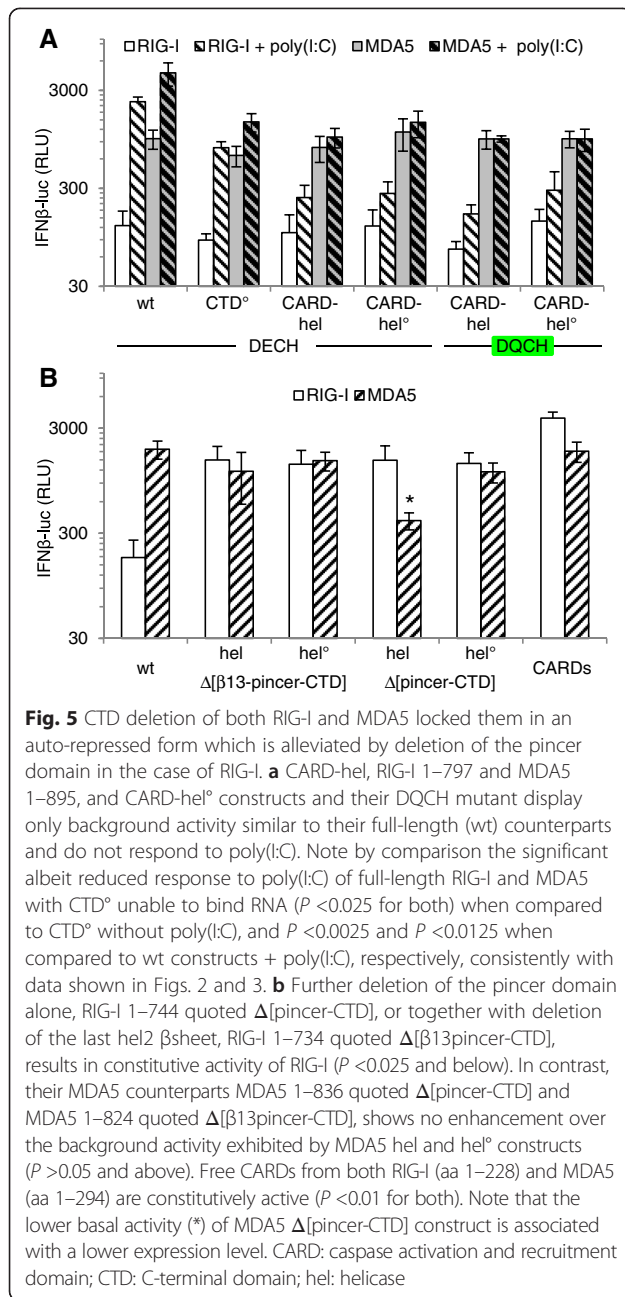 A
RIG-I RIG-I + poly(I:C) MDA5 MDA5 + poly(I:C)
IFNβ-luc (RLU)
3000
300
30
wt CTD° CARD-hel CARD-hel° CARD-hel CARD-hel°
DECH DQCH
B
RIG-I MDA5
IFNβ-luc (RLU)
3000
300
30
*
wt hel hel° hel hel° CARDs
Δ[β13-pincer-CTD] Δ[pincer-CTD]
Fig. 5 CTD deletion of both RIG-I and MDA5 locked them in an
auto-repressed form which is alleviated by deletion of the pincer
domain in the case of RIG-I. a CARD-hel, RIG-I 1–797 and MDA5
1–895, and CARD-hel° constructs and their DQCH mutant display
only background activity similar to their full-length (wt) counterparts
and do not respond to poly(I:C). Note by comparison the significant
albeit reduced response to poly(I:C) of full-length RIG-I and MDA5
with CTD° unable to bind RNA (P <0.025 for both) when compared
to CTD° without poly(I:C), and P <0.0025 and P <0.0125 when
compared to wt constructs + poly(I:C), respectively, consistently with
data shown in Figs. 2 and 3. b Further deletion of the pincer domain
alone, RIG-I 1–744 quoted Δ[pincer-CTD], or together with deletion
of the last hel2 βsheet, RIG-I 1–734 quoted Δ[β13pincer-CTD],
results in constitutive activity of RIG-I (P <0.025 and below). In contrast,
their MDA5 counterparts MDA5 1–836 quoted Δ[pincer-CTD] and
MDA5 1–824 quoted Δ[β13pincer-CTD], shows no enhancement over
the background activity exhibited by MDA5 hel and hel° constructs
(P >0.05 and above). Free CARDs from both RIG-I (aa 1–228) and MDA5
(aa 1–294) are constitutively active (P <0.01 for both). Note that the
lower basal activity (*) of MDA5 Δ[pincer-CTD] construct is associated
with a lower expression level. CARD: caspase activation and recruitment
domain; CTD: C-terminal domain; hel: helicase